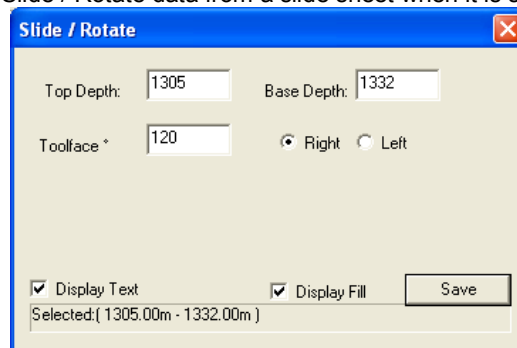 Slide / Rotate data from a slide sheet when it is
Slide / Rotate
Top Depth: 1305 Base Depth: 1332
Toolface ° 120 Right Left
Display Text Display Fill Save
Selected:( 1305.00m - 1332.00m )